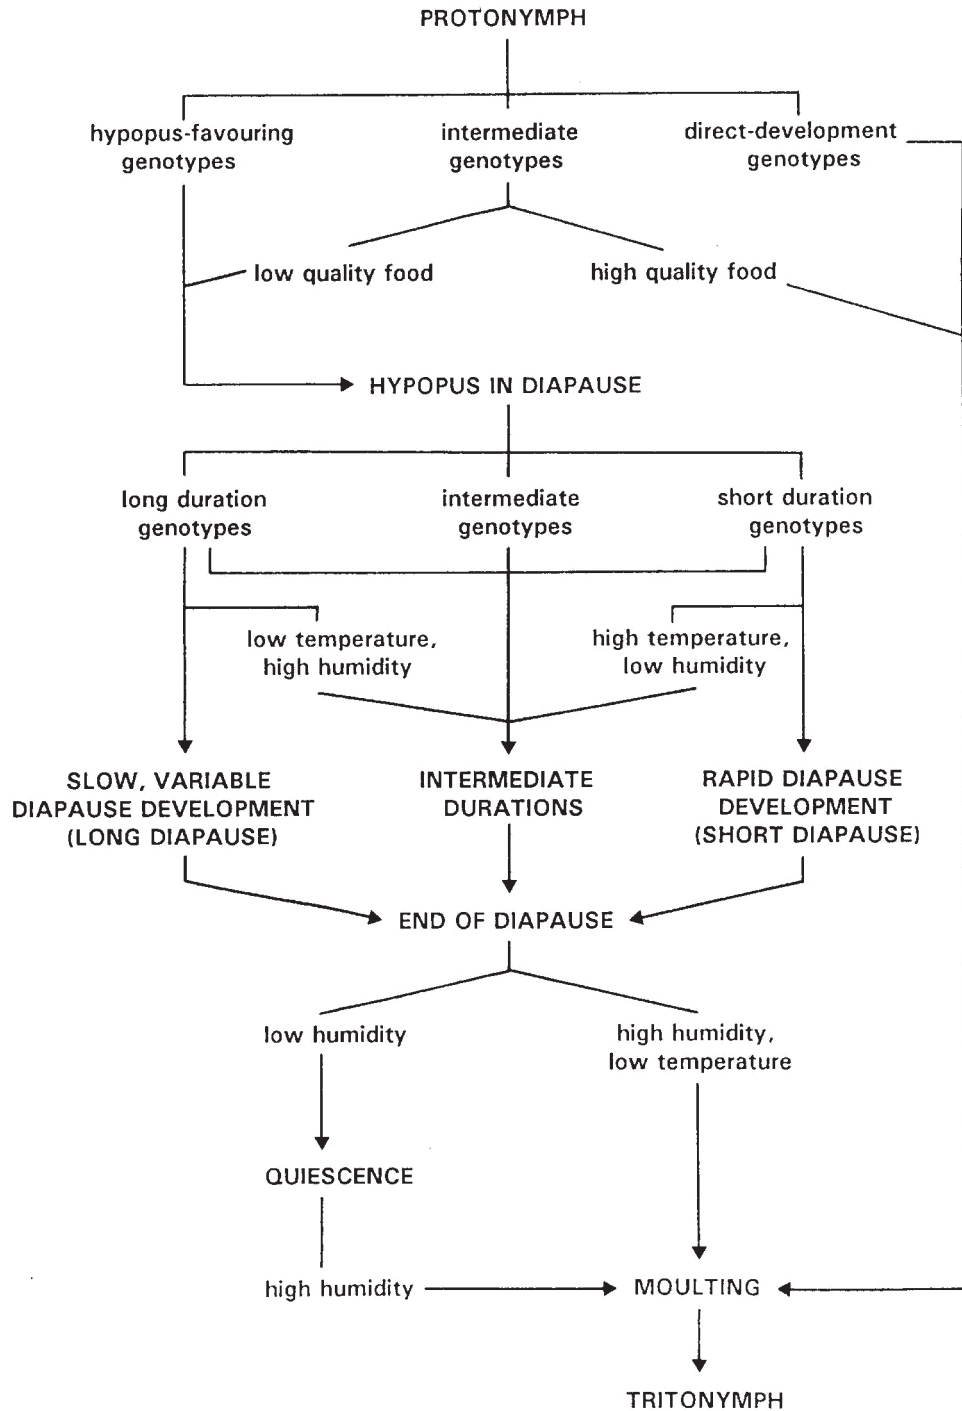 PROTONYMPH
hypopus-favouring
genotypes
intermediate
genotypes
direct-development
genotypes
low quality food
high quality food
HYPOPUS IN DIAPAUSE
long duration
genotypes
intermediate
genotypes
short duration
genotypes
low temperature,
high humidity
high temperature,
low humidity
SLOW, VARIABLE
DIAPAUSE DEVELOPMENT
(LONG DIAPAUSE)
INTERMEDIATE
DURATIONS
RAPID DIAPAUSE
DEVELOPMENT
(SHORT DIAPAUSE)
END OF DIAPAUSE
low humidity
high humidity,
low temperature
QUIESCENCE
high humidity
MOULTING
TRITONYMPH